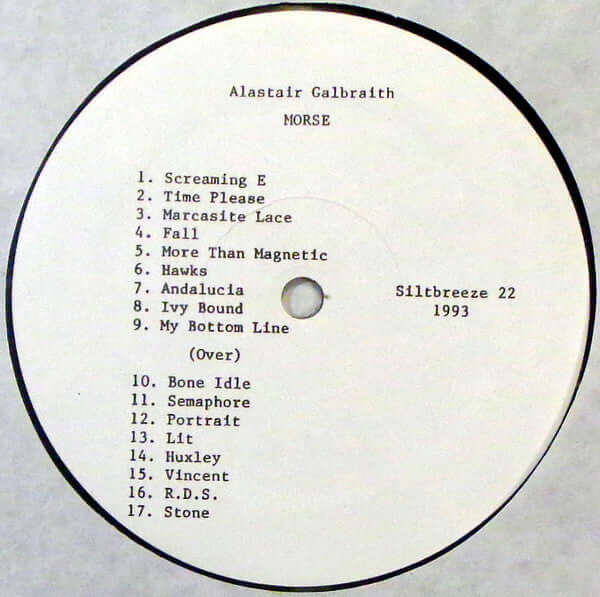 Alastair Galbraith
MORSE
1. Screaming E
2. Time Please
3. Marcasite Lace
4. Fall
5. More Than Magnetic
6. Hawks
7. Andalucia
8. Ivy Bound
9. My Bottom Line
(Over)
10. Bone Idle
11. Semaphore
12. Portrait
13. Lit
14. Huxley
15. Vincent
16. R.D.S.
17. Stone
Siltbreeze 22
1993